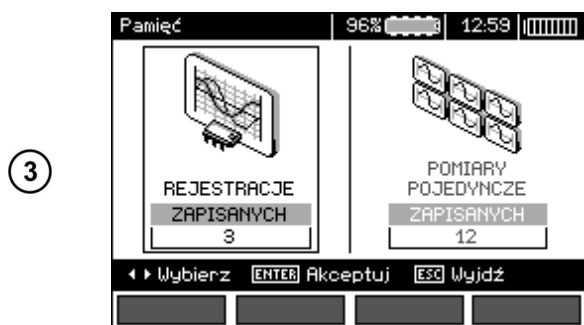 Pamięć 96% 12:59
3
REJESTRACJE
ZAPISANYCH
3
POMIARY
POJEDYNCZE
ZAPISANYCH
12
Wybierz ENTER Akceptuj ESC Wyjdź